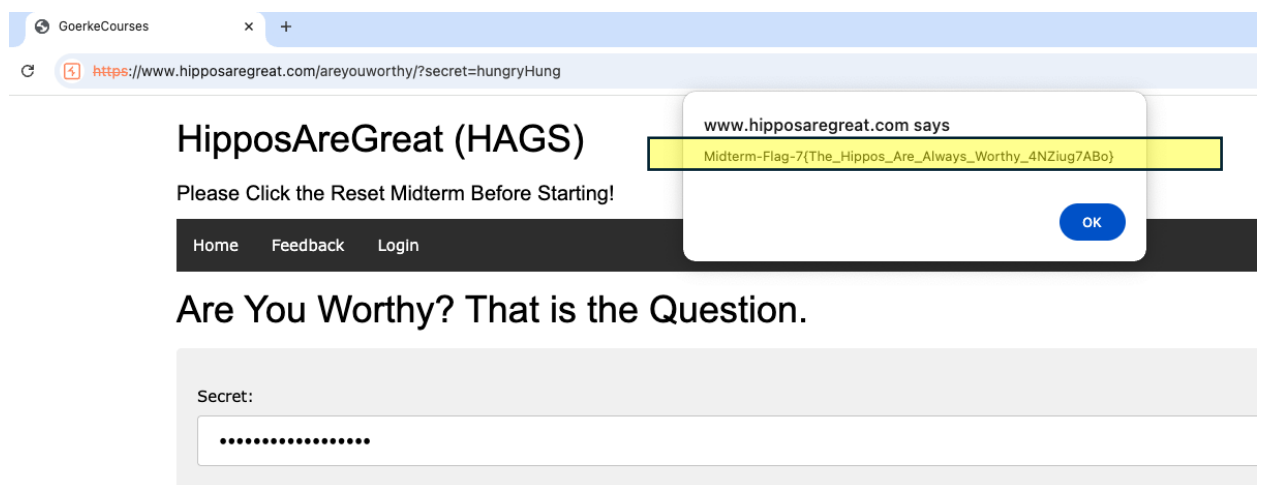 GoerkeCourses
https://www.hipposaregreat.com/areyouworthy/?secret=hungryHung
www.hipposaregreat.com says
Midterm-Flag-7{The_Hippos_Are_Always_Worthy_4NZiug7ABo}
OK
HipposAreGreat (HAGS)
Please Click the Reset Midterm Before Starting!
Home Feedback Login
Are You Worthy? That is the Question.
Secret:
••••••••••••••••••